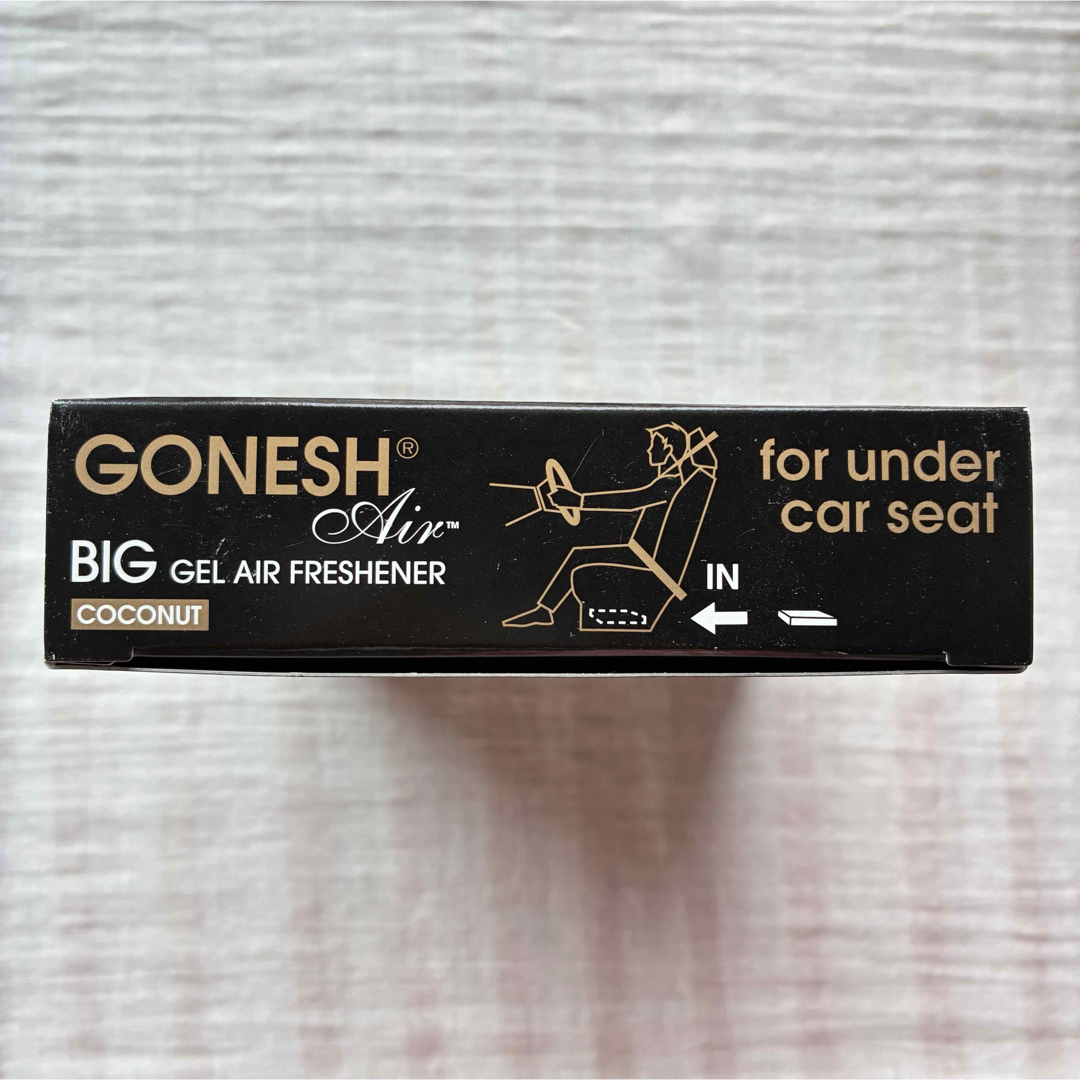 GONESH®
Air™
BIG GEL AIR FRESHENER
COCONUT
IN
for under
car seat